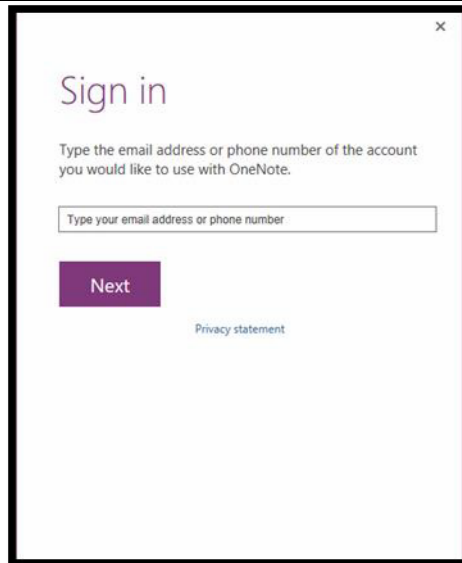 Sign in
Type the email address or phone number of the account
you would like to use with OneNote.
Type your email address or phone number
Next
Privacy statement